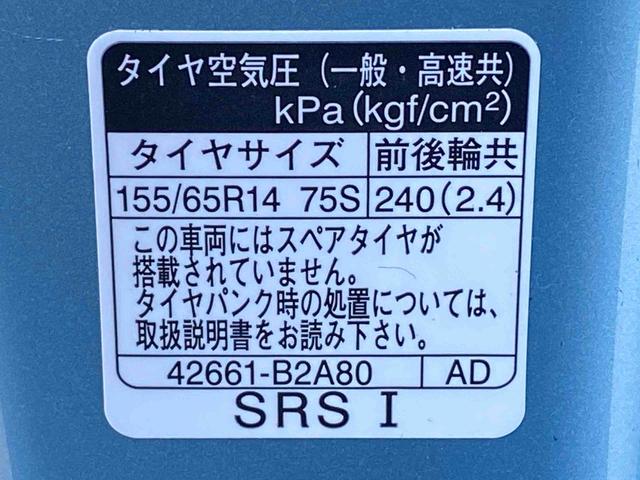 タイヤ空気圧（一般・高速共）
kPa(kgf/cm²)
タイヤサイズ 前後輪共
155/65R14 75S 240(2.4)
この車両にはスペアタイヤが
搭載されていません。
タイヤパンク時の処置については、
取扱説明書をお読み下さい。
42661-B2A80 AD
SRS I